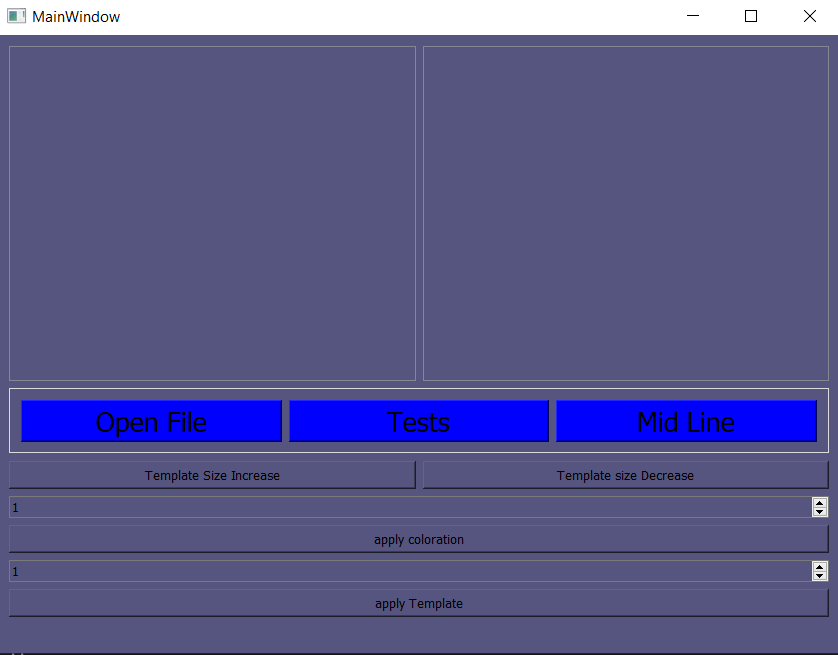 MainWindow
Open File Tests Mid Line
Template Size Increase Template size Decrease
1
apply coloration
1
apply Template